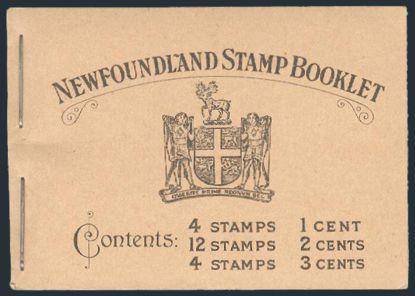 NEWFOUNDLAND STAMP BOOKLET
QUAERITE PRIME REGNUM DEI
Contents: 4 STAMPS 1 CENT
12 STAMPS 2 CENTS
4 STAMPS 3 CENTS